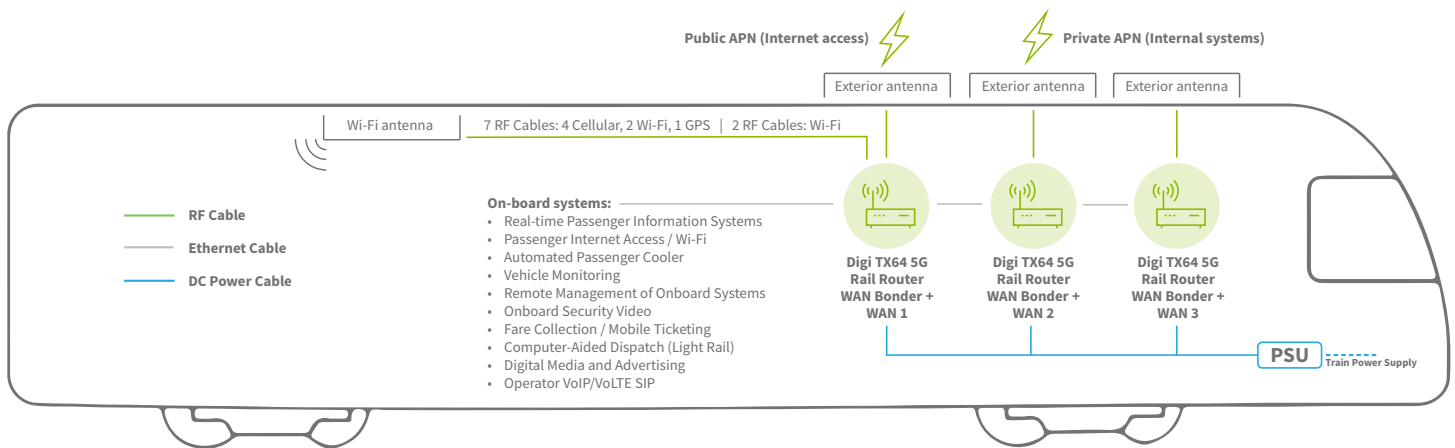 Public APN (Internet access)
Private APN (Internal systems)
Exterior antenna
Exterior antenna
Exterior antenna
Wi-Fi antenna
7 RF Cables: 4 Cellular, 2 Wi-Fi, 1 GPS | 2 RF Cables: Wi-Fi
RF Cable
Ethernet Cable
DC Power Cable
On-board systems:
• Real-time Passenger Information Systems
• Passenger Internet Access / Wi-Fi
• Automated Passenger Cooler
• Vehicle Monitoring
• Remote Management of Onboard Systems
• Onboard Security Video
• Fare Collection / Mobile Ticketing
• Computer-Aided Dispatch (Light Rail)
• Digital Media and Advertising
• Operator VoIP/VoLTE SIP
Digi TX64 5G
Rail Router
WAN Bonder +
WAN 1
Digi TX64 5G
Rail Router
WAN Bonder +
WAN 2
Digi TX64 5G
Rail Router
WAN Bonder +
WAN 3
PSU
Train Power Supply